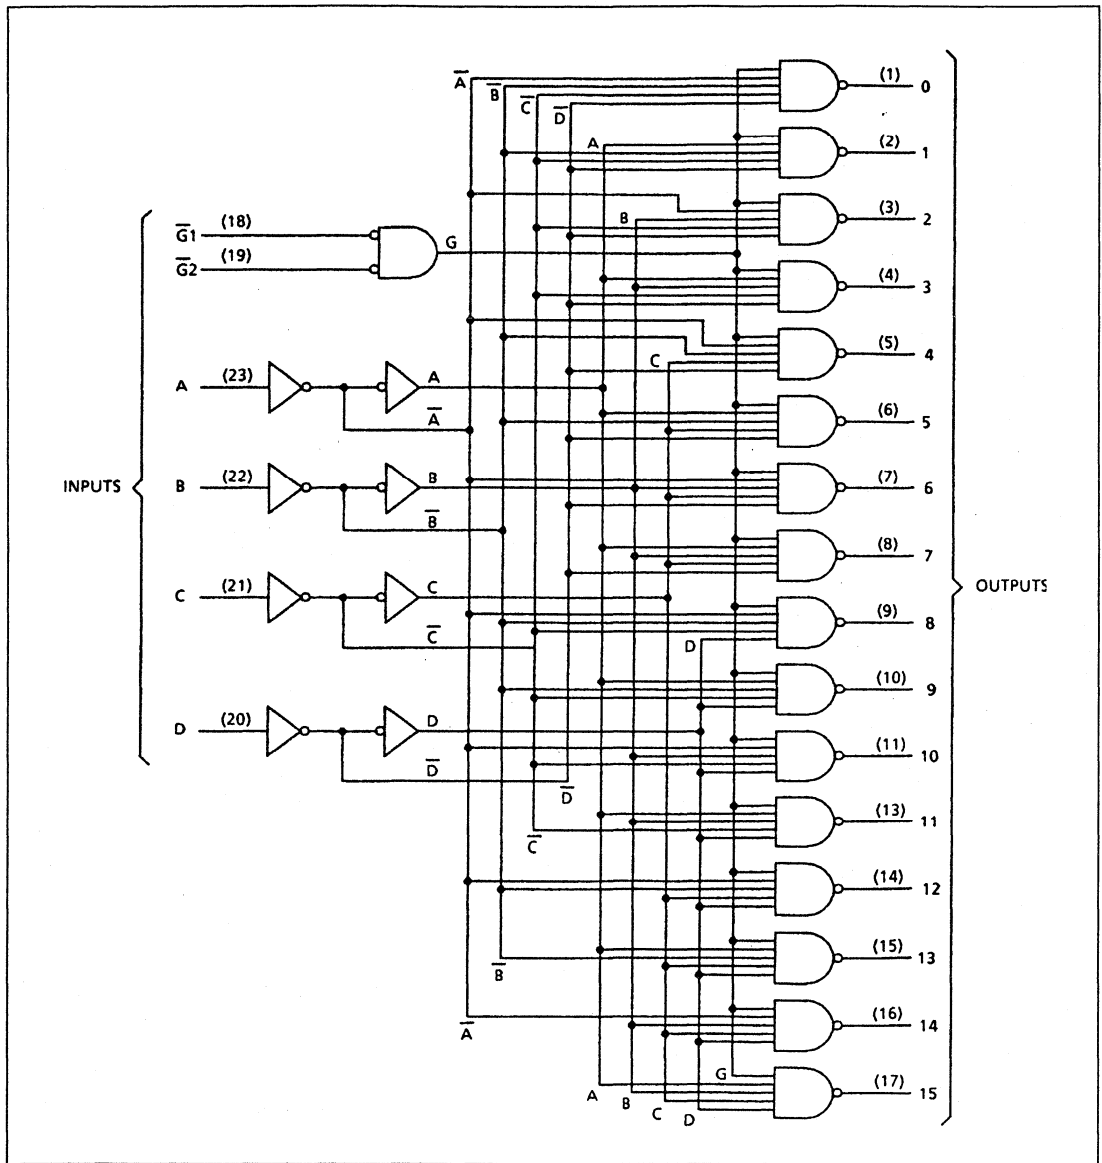 A̅ (1) 0
B̅
C̅
D̅
A (2) 1
B (3) 2
G̅1 (18)
G
G̅2 (19)
(4) 3
C (5) 4
A (23) A
A̅
(6) 5
INPUTS
B (22) B (7) 6
B̅
(8) 7
C (21) C
OUTPUTS
(9) 8
C̅
D
(10) 9
D (20) D
(11) 10
D̅
D̅
(13) 11
C̅
(14) 12
(15) 13
B̅
(16) 14
A̅
G
(17) 15
A B C D